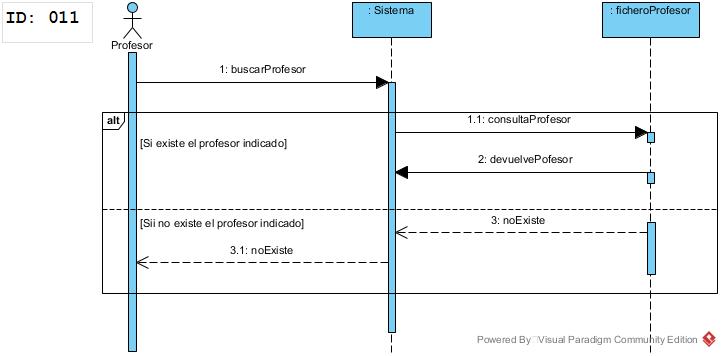 ID: 011
Profesor
: Sistema
: ficheroProfesor
1: buscarProfesor
alt
1.1: consultaProfesor
[Si existe el profesor indicado]
2: devuelvePofesor
[Sii no existe el profesor indicado]
3: noExiste
3.1: noExiste
Powered By Visual Paradigm Community Edition